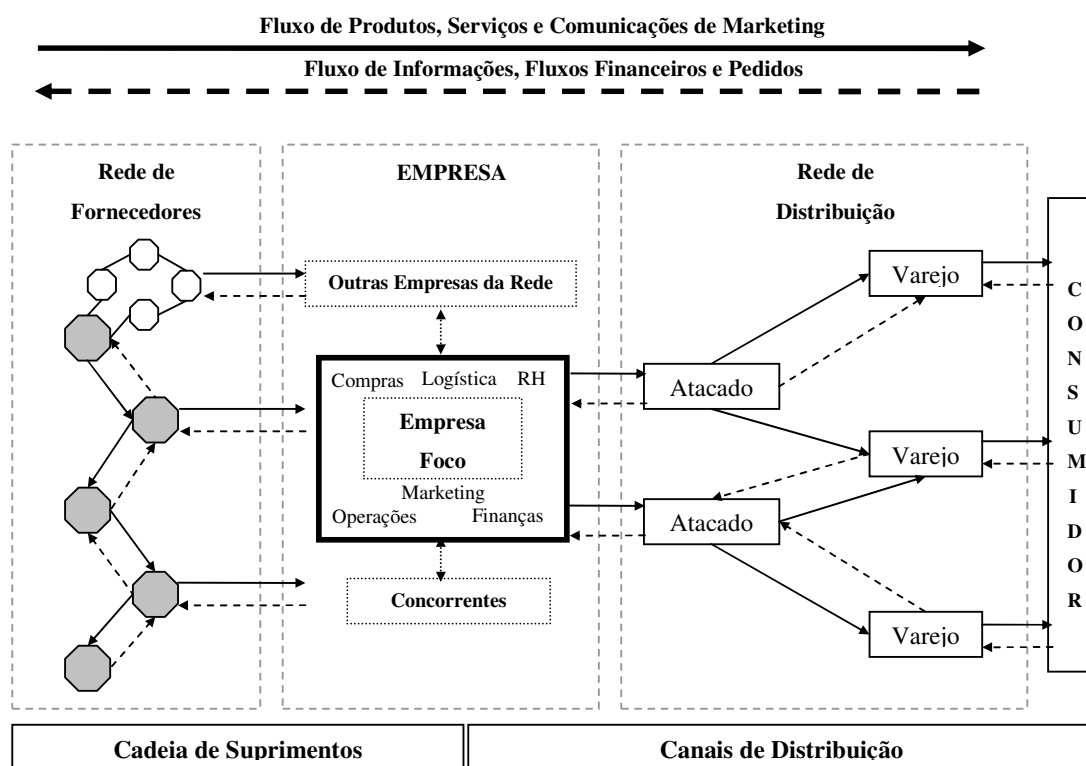 Fluxo de Produtos, Serviços e Comunicações de Marketing
Fluxo de Informações, Fluxos Financeiros e Pedidos
Rede de
Fornecedores
EMPRESA
Outras Empresas da Rede
Compras Logística RH
Empresa
Foco
Marketing
Operações Finanças
Concorrentes
Rede de
Distribuição
Varejo
Atacado
Varejo
Atacado
Varejo
C
O
N
S
U
M
I
D
O
R
Cadeia de Suprimentos
Canais de Distribuição